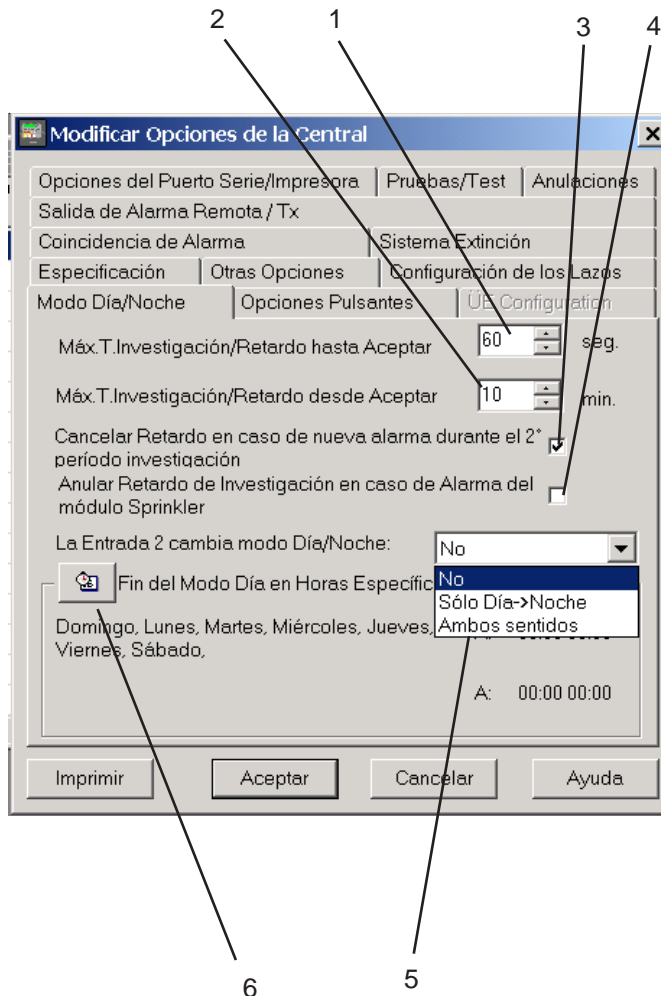 2 1 3 4
Modificar Opciones de la Central
Opciones del Puerto Serie/Impresora Pruebas/Test Anulaciones
Salida de Alarma Remota / Tx
Coincidencia de Alarma Sistema Extinción
Especificación Otras Opciones Configuración de los Lazos
Modo Día/Noche Opciones Pulsantes ÜE Configuration
Máx.T.Investigación/Retardo hasta Aceptar 60 seg.
Máx.T.Investigación/Retardo desde Aceptar 10 min.
Cancelar Retardo en caso de nueva alarma durante el 2°
período investigación
Anular Retardo de Investigación en caso de Alarma del
módulo Sprinkler
La Entrada 2 cambia modo Día/Noche: No
No
Fin del Modo Día en Horas Específic
Sólo Día->Noche
Domingo, Lunes, Martes, Miércoles, Jueves,
Ambos sentidos
Viernes, Sábado,
A: 00:00 00:00
Imprimir Aceptar Cancelar Ayuda
6 5